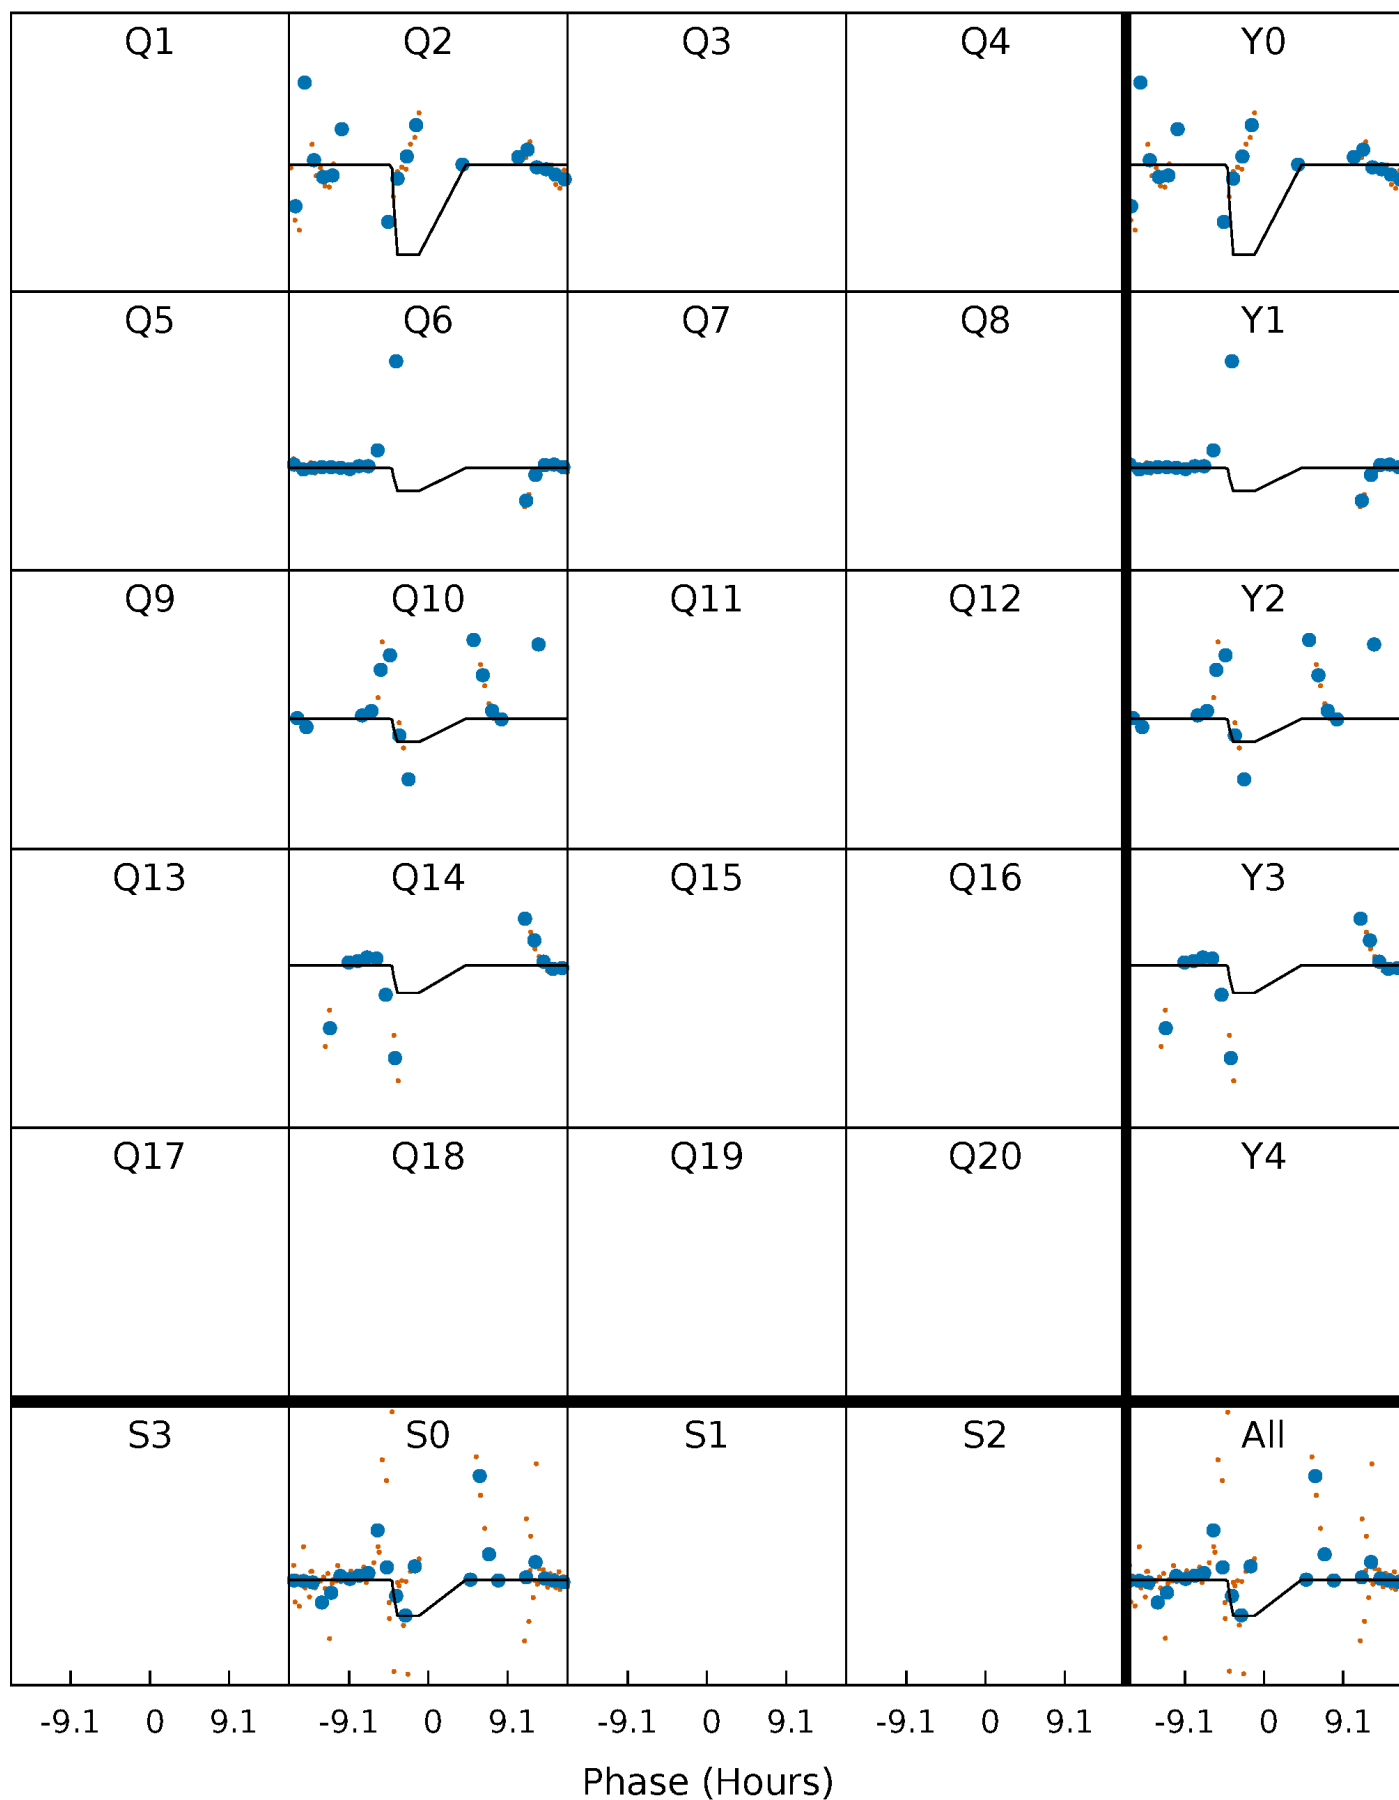 Q1 Q2 Q3 Q4 Y0
Q5 Q6 Q7 Q8 Y1
Q9 Q10 Q11 Q12 Y2
Q13 Q14 Q15 Q16 Y3
Q17 Q18 Q19 Q20 Y4
S3 S0 S1 S2 All
-9.1 0 9.1 -9.1 0 9.1 -9.1 0 9.1 -9.1 0 9.1 -9.1 0 9.1
Phase (Hours)